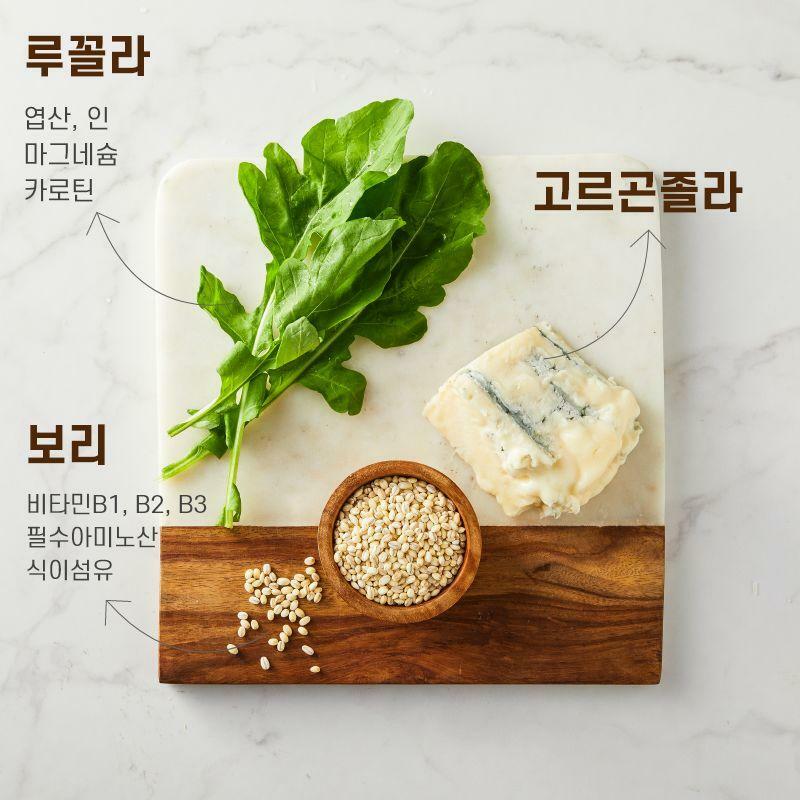 루꼴라
엽산, 인
마그네슘
카로틴
고르곤졸라
보리
비타민B1, B2, B3
필수아미노산
식이섬유